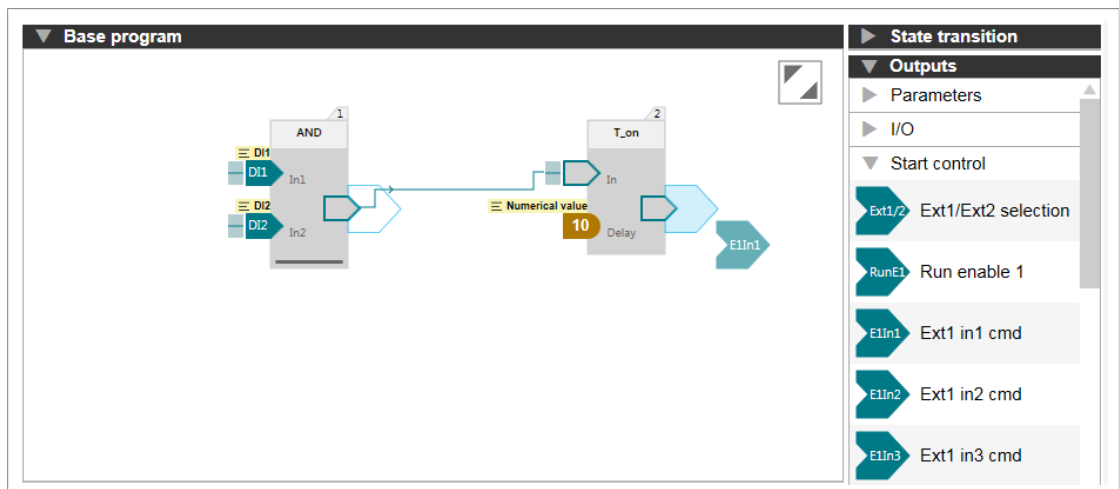 Base program
1
AND
DI1
DI1
In1
DI2
DI2
In2
2
T_on
In
Numerical value
10
Delay
E1In1
State transition
Outputs
Parameters
I/O
Start control
Ext1/2 Ext1/Ext2 selection
RunE1 Run enable 1
E1In1 Ext1 in1 cmd
E1In2 Ext1 in2 cmd
E1In3 Ext1 in3 cmd